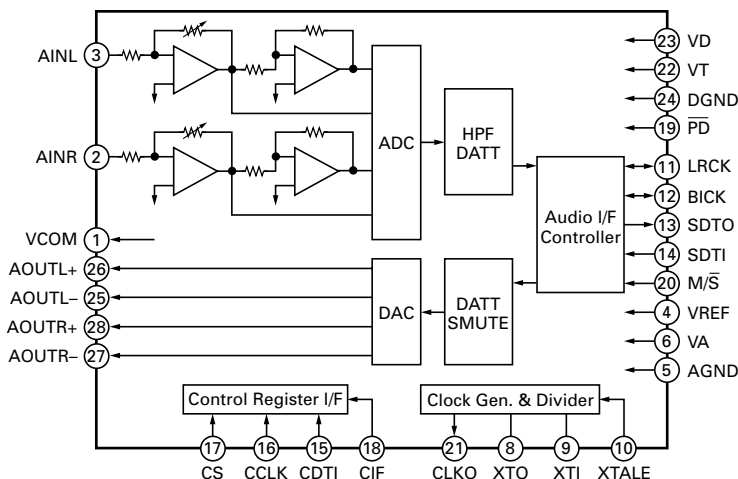 AINL 3
23 VD
22 VT
24 DGND
19 PD
AINR 2
ADC
HPF
DATT
11 LRCK
12 BICK
Audio I/F
Controller
13 SDTO
14 SDTI
20 M/S
VCOM 1
AOUTL+ 26
AOUTL– 25
AOUTR+ 28
AOUTR– 27
DAC
DATT
SMUTE
4 VREF
6 VA
5 AGND
Control Register I/F
Clock Gen. & Divider
17 16 15 18 21 8 9 10
CS CCLK CDTI CIF CLKO XTO XTI XTALE